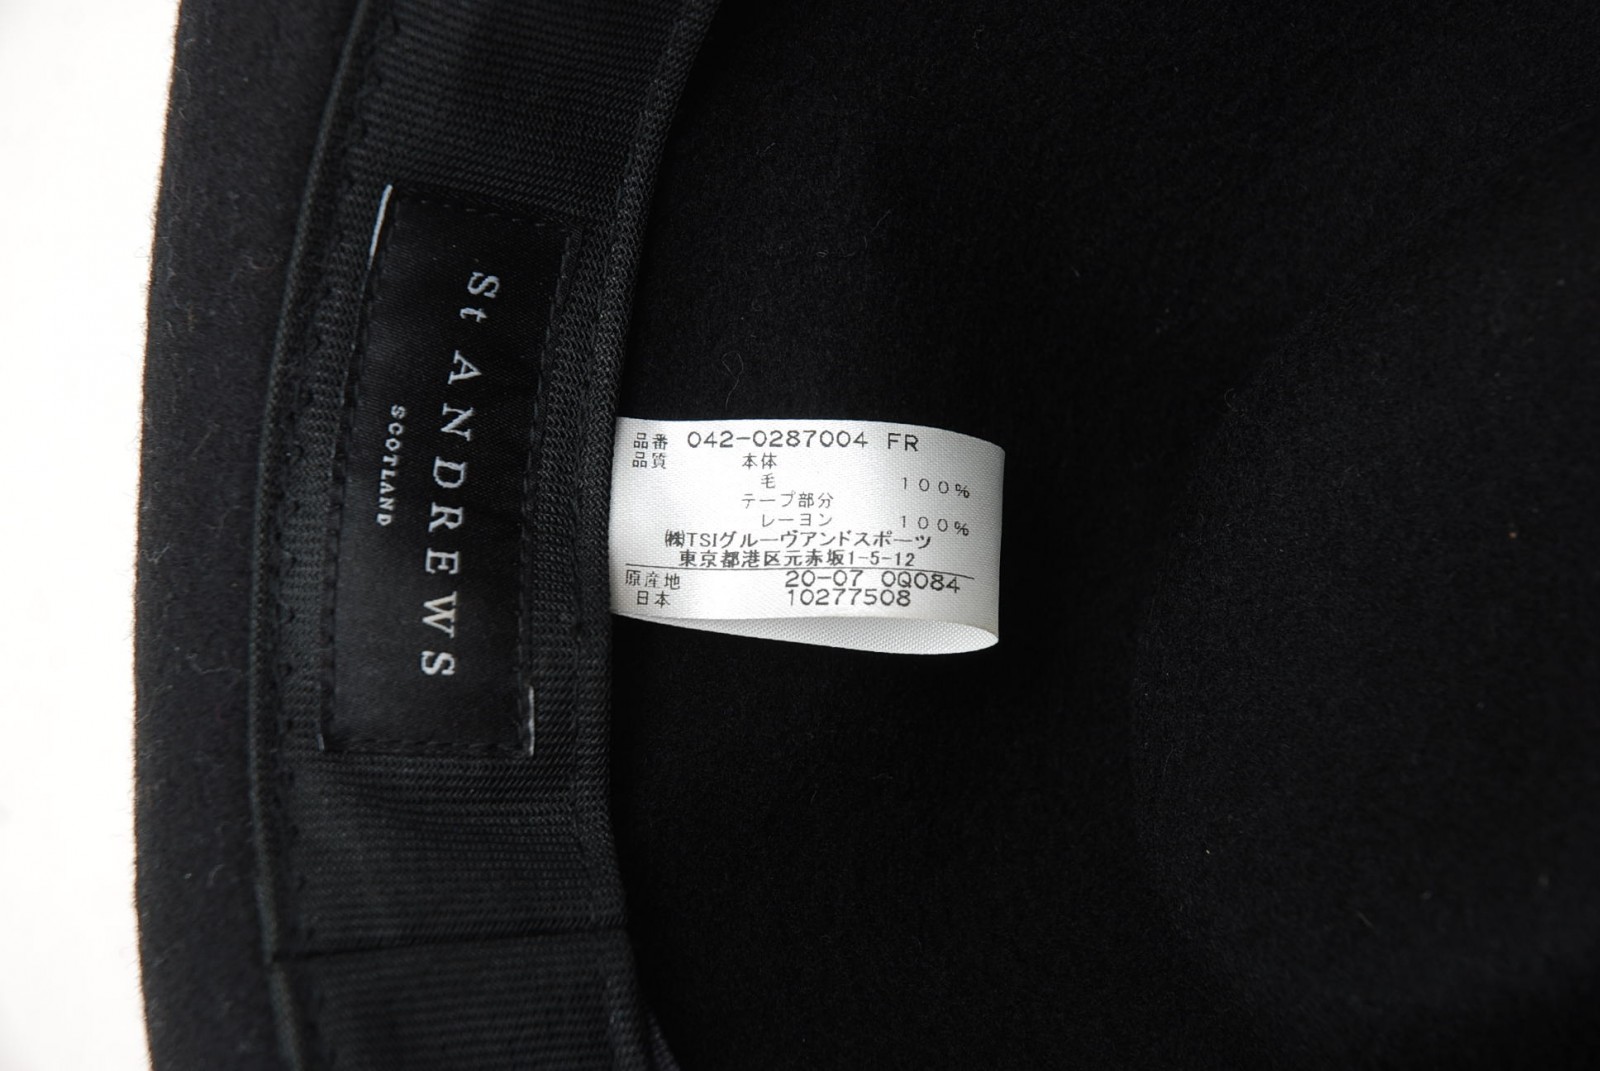 St ANDREWS
SCOTLAND
品番 042-0287004 FR
品質 本体
毛 100%
テープ部分
レーヨン 100%
㈱TSIグルーヴアンドスポーツ
東京都港区元赤坂1-5-12
原産地 20-07 0Q084
日本 10277508